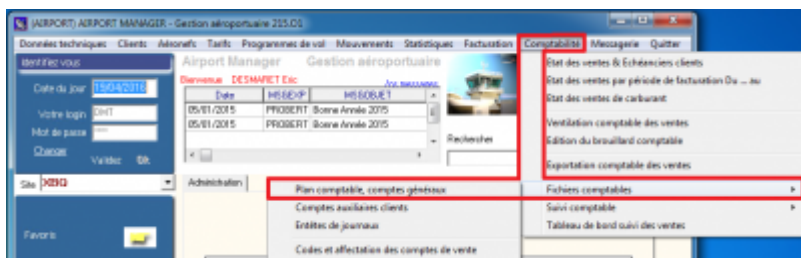 (AIRPORT) AIRPORT MANAGER - Gestion aéroportuaire 215.01
Données techniques Clients Aéronefs Tarifs Programmes de vol Mouvements Statistiques Facturation Comptabilité Messagerie Quitter
Identifiez vous
Airport Manager Gestion aéroportuaire
Bienvenue DESMARET Eric
Date du jour 19/04/2016
Date MSGEXP MSGOBJET
05/01/2015 PROBERT Bonne Année 2015
05/01/2015 PROBERT Bonne Année 2015
Votre login DMT
Mot de passe
Changer Validez Ok
Rechercher
Site
Administration
Favoris
Etat des ventes & Echéanciers clients
Etat des ventes par période de facturation Du ... au
Etat des ventes de carburant
Ventilation comptable des ventes
Edition du brouillard comptable
Exportation comptable des ventes
Fichiers comptables
Suivi comptable
Tableau de bord suivi des ventes
Plan comptable, comptes généraux
Comptes auxiliaires clients
Entêtes de journaux
Codes et affectation des comptes de vente